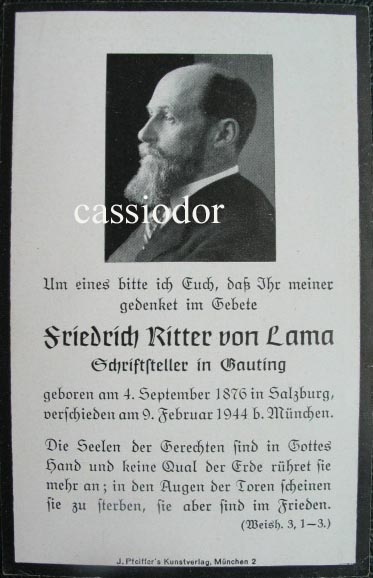 cassiodor
Um eines bitte ich Euch, daß Ihr meiner
gedenket im Gebete
Friedrich Ritter von Lama
Schriftsteller in Gauting
geboren am 4. September 1876 in Salzburg,
verschieden am 9. Februar 1944 b. München.
Die Seelen der Gerechten sind in Gottes
Hand und keine Qual der Erde rühret sie
mehr an; in den Augen der Toren scheinen
sie zu sterben, sie aber sind im Frieden.
(Weish. 3, 1–3.)
J. Pfeiffer's Kunstverlag, München 2